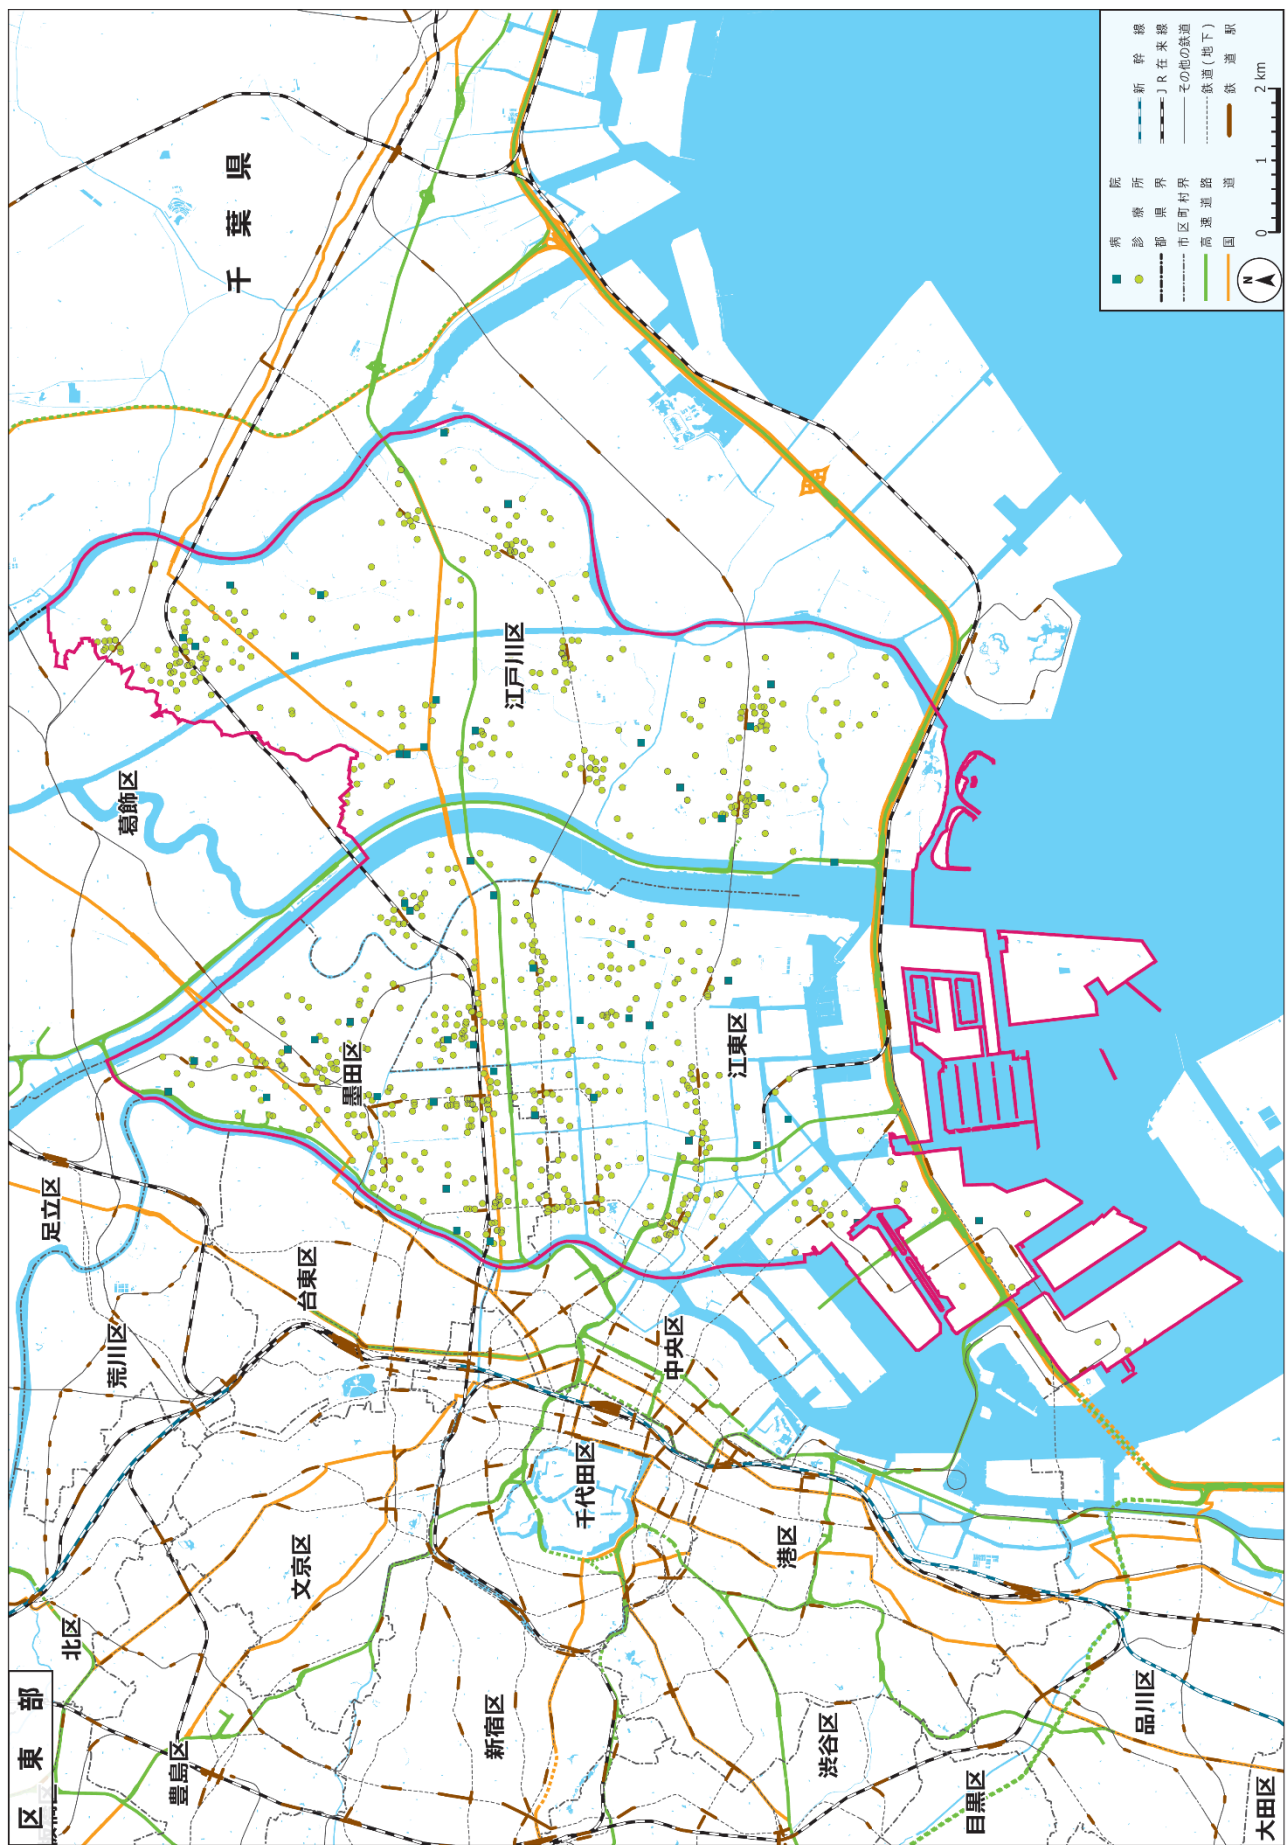 区東部
千葉県
葛飾区
足立区
荒川区
台東区
墨田区
江戸川区
江東区
中央区
千代田区
文京区
北区
豊島区
新宿区
港区
渋谷区
目黒区
品川区
大田区
病院
診療所
都県界
市区町村界
高速道路
国道
新幹線
JR在来線
その他の鉄道
鉄道(地下)
鉄道駅
N
0 1 2 km